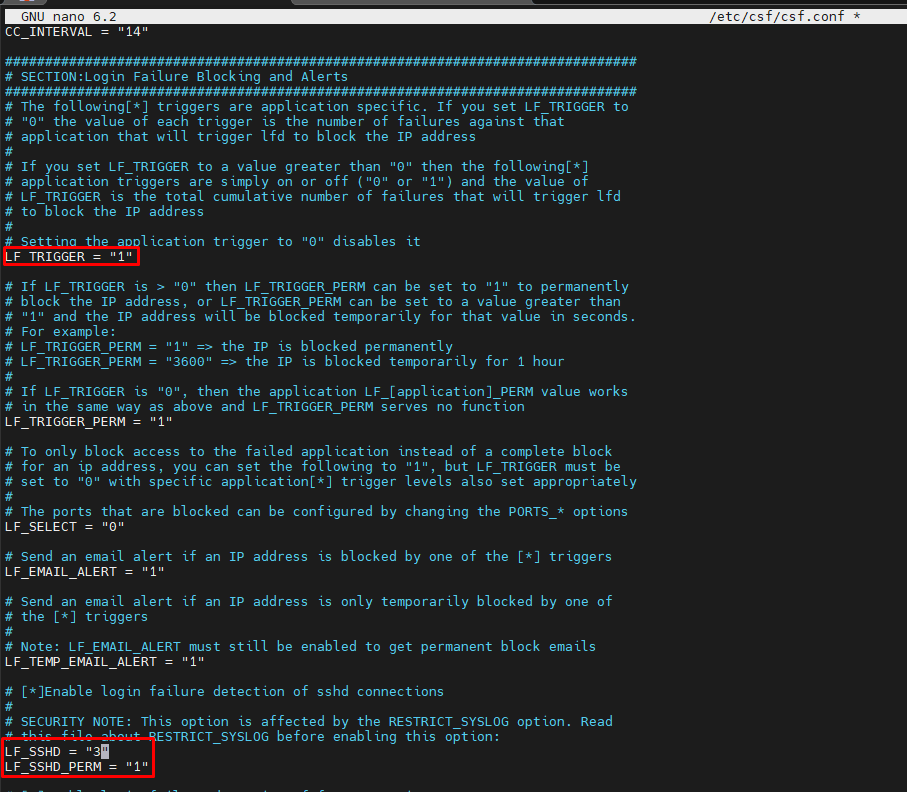 GNU nano 6.2 /etc/csf/csf.conf *
CC_INTERVAL = "14"
###############################################################################
# SECTION:Login Failure Blocking and Alerts
###############################################################################
# The following[*] triggers are application specific. If you set LF_TRIGGER to
# "0" the value of each trigger is the number of failures against that
# application that will trigger lfd to block the IP address
#
# If you set LF_TRIGGER to a value greater than "0" then the following[*]
# application triggers are simply on or off ("0" or "1") and the value of
# LF_TRIGGER is the total cumulative number of failures that will trigger lfd
# to block the IP address
#
# Setting the application trigger to "0" disables it
LF_TRIGGER = "1"
# If LF_TRIGGER is > "0" then LF_TRIGGER_PERM can be set to "1" to permanently
# block the IP address, or LF_TRIGGER_PERM can be set to a value greater than
# "1" and the IP address will be blocked temporarily for that value in seconds.
# For example:
# LF_TRIGGER_PERM = "1" => the IP is blocked permanently
# LF_TRIGGER_PERM = "3600" => the IP is blocked temporarily for 1 hour
#
# If LF_TRIGGER is "0", then the application LF_[application]_PERM value works
# in the same way as above and LF_TRIGGER_PERM serves no function
LF_TRIGGER_PERM = "1"
# To only block access to the failed application instead of a complete block
# for an ip address, you can set the following to "1", but LF_TRIGGER must be
# set to "0" with specific application[*] trigger levels also set appropriately
#
# The ports that are blocked can be configured by changing the PORTS_* options
LF_SELECT = "0"
# Send an email alert if an IP address is blocked by one of the [*] triggers
LF_EMAIL_ALERT = "1"
# Send an email alert if an IP address is only temporarily blocked by one of
# the [*] triggers
#
# Note: LF_EMAIL_ALERT must still be enabled to get permanent block emails
LF_TEMP_EMAIL_ALERT = "1"
# [*]Enable login failure detection of sshd connections
#
# SECURITY NOTE: This option is affected by the RESTRICT_SYSLOG option. Read
# this file about RESTRICT_SYSLOG before enabling this option:
LF_SSHD = "3"
LF_SSHD_PERM = "1"